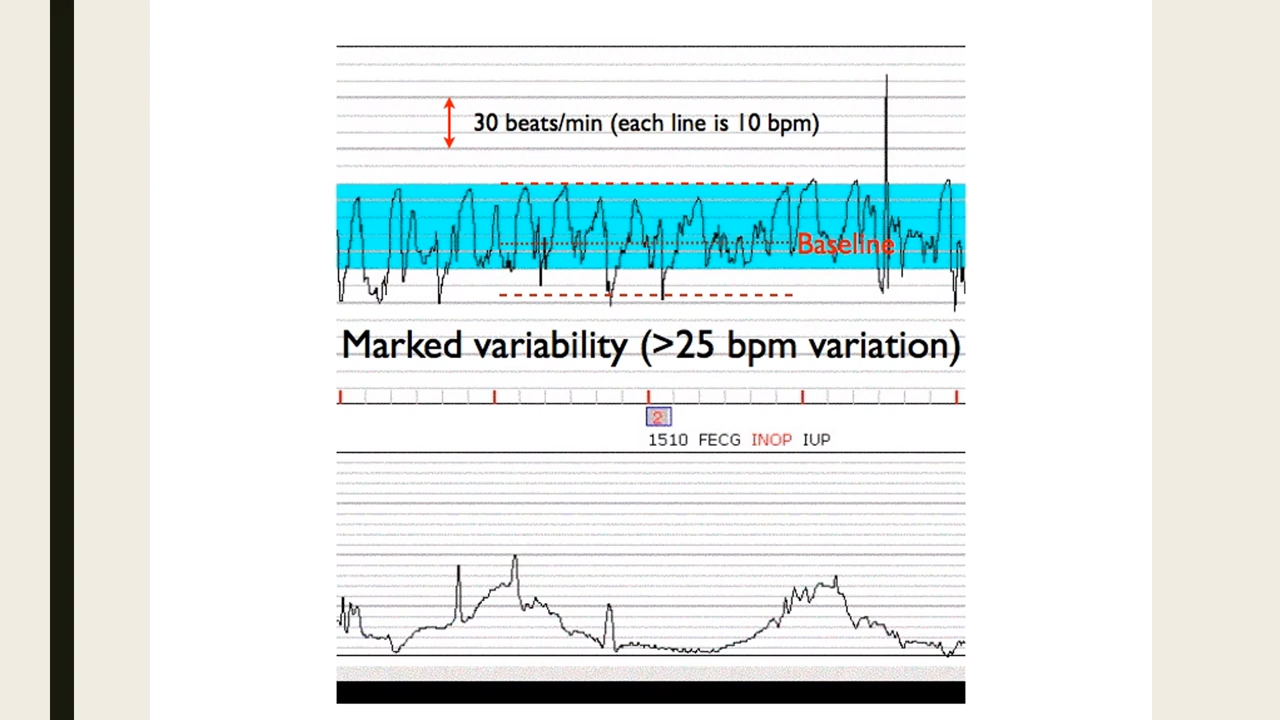 30 beats/min (each line is 10 bpm)
Baseline
Marked variability (>25 bpm variation)
2
1510 FECG INOP IUP